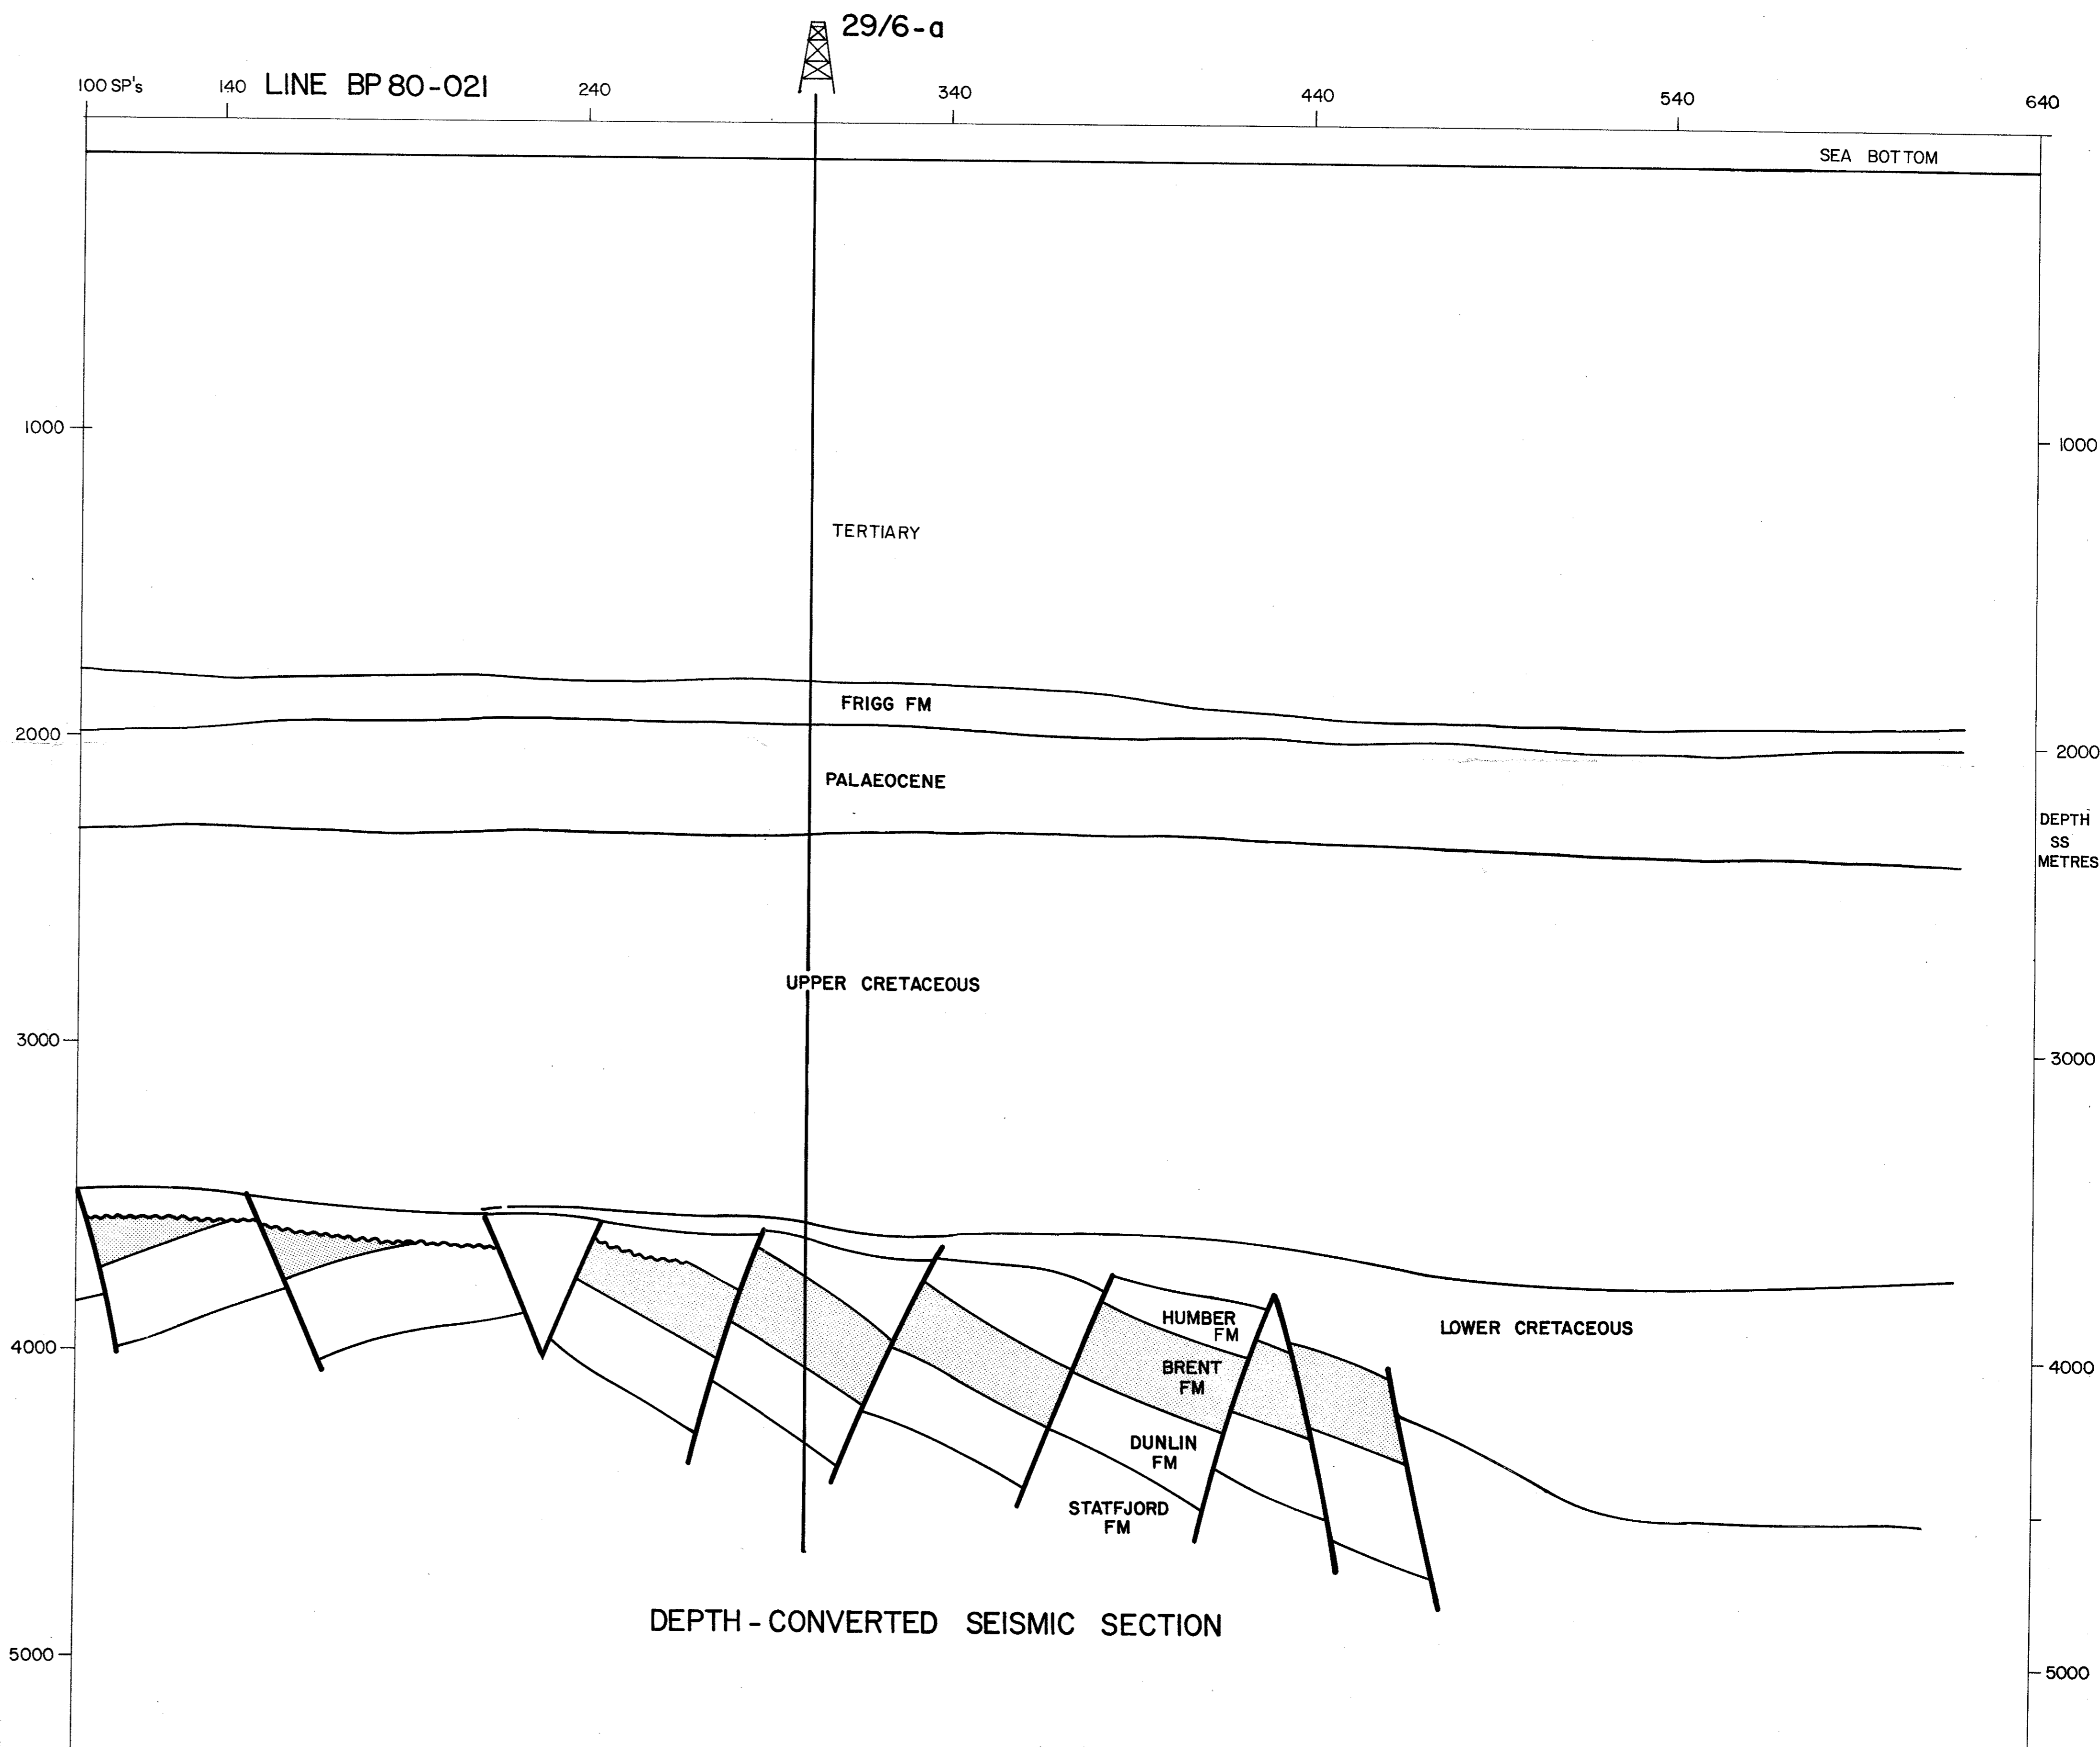 29/6-a
100 SP's 140 LINE BP 80-021 240 340 440 540 640
SEA BOTTOM
1000
1000
TERTIARY
FRIGG FM
2000
2000
PALAEOCENE
DEPTH
SS
METRES
UPPER CRETACEOUS
3000
3000
HUMBER
FM
LOWER CRETACEOUS
4000
4000
BRENT
FM
DUNLIN
FM
STATFJORD
FM
DEPTH-CONVERTED SEISMIC SECTION
5000
5000